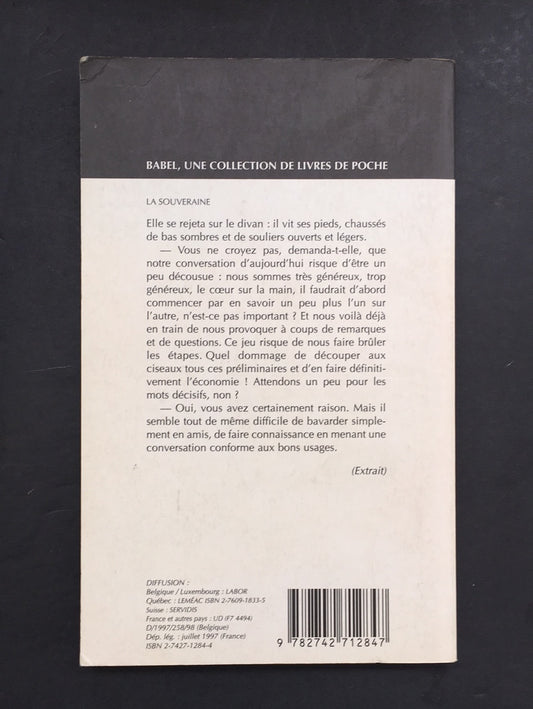 BABEL, UNE COLLECTION DE LIVRES DE POCHE
LA SOUVERAINE
Elle se rejeta sur le divan : il vit ses pieds, chaussés
de bas sombres et de souliers ouverts et légers.
— Vous ne croyez pas, demanda-t-elle, que
notre conversation d'aujourd'hui risque d'être un
peu décousue : nous sommes très généreux, trop
généreux, le cœur sur la main, il faudrait d'abord
commencer par en savoir un peu plus l'un sur
l'autre, n'est-ce pas important ? Et nous voilà déjà
en train de nous provoquer à coups de remarques
et de questions. Ce jeu risque de nous faire brûler
les étapes. Quel dommage de découper aux
ciseaux tous ces préliminaires et d'en faire définiti-
vement l'économie ! Attendons un peu pour les
mots décisifs, non ?
— Oui, vous avez certainement raison. Mais il
semble tout de même difficile de bavarder simple-
ment en amis, de faire connaissance en menant une
conversation conforme aux bons usages.
(Extrait)
DIFFUSION :
Belgique / Luxembourg : LABOR
Québec : LEMÉAC ISBN 2-7609-1833-5
Suisse : SERVIDIS
France et autres pays : UD (F7 4494)
D/1997/258/98 (Belgique)
Dép. lég. : juillet 1997 (France)
ISBN 2-7427-1284-4
9 782742 712847